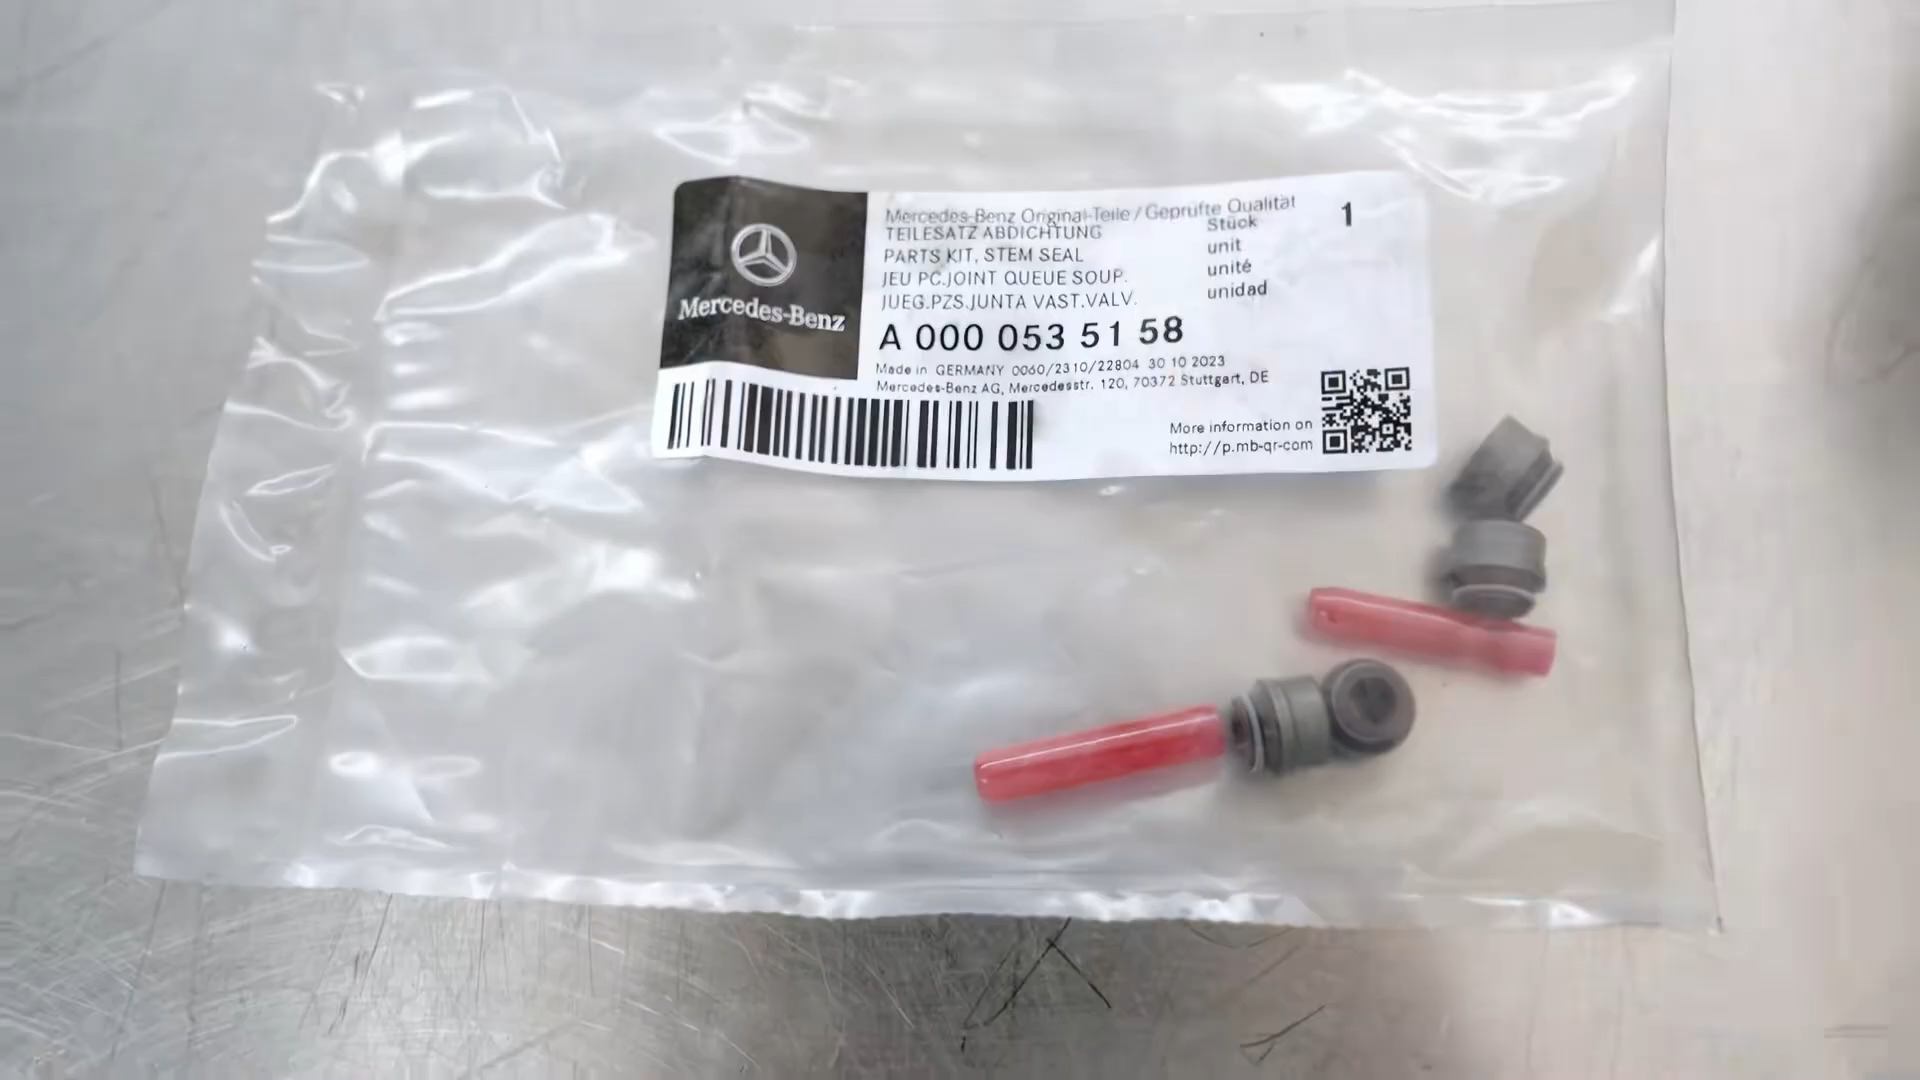 Mercedes-Benz
Mercedes-Benz Original-Teile / Geprüfte Qualität
TEILESATZ ABDICHTUNG
PARTS KIT, STEM SEAL
JEU PC.JOINT QUEUE SOUP.
JUEG.PZS.JUNTA VAST.VALV.
Stück
unit
unité
unidad
1
A 000 053 51 58
Made in GERMANY 0060/2310/22804 30 10 2023
Mercedes-Benz AG, Mercedesstr. 120, 70372 Stuttgart, DE
More information on
http://p.mb-qr-com